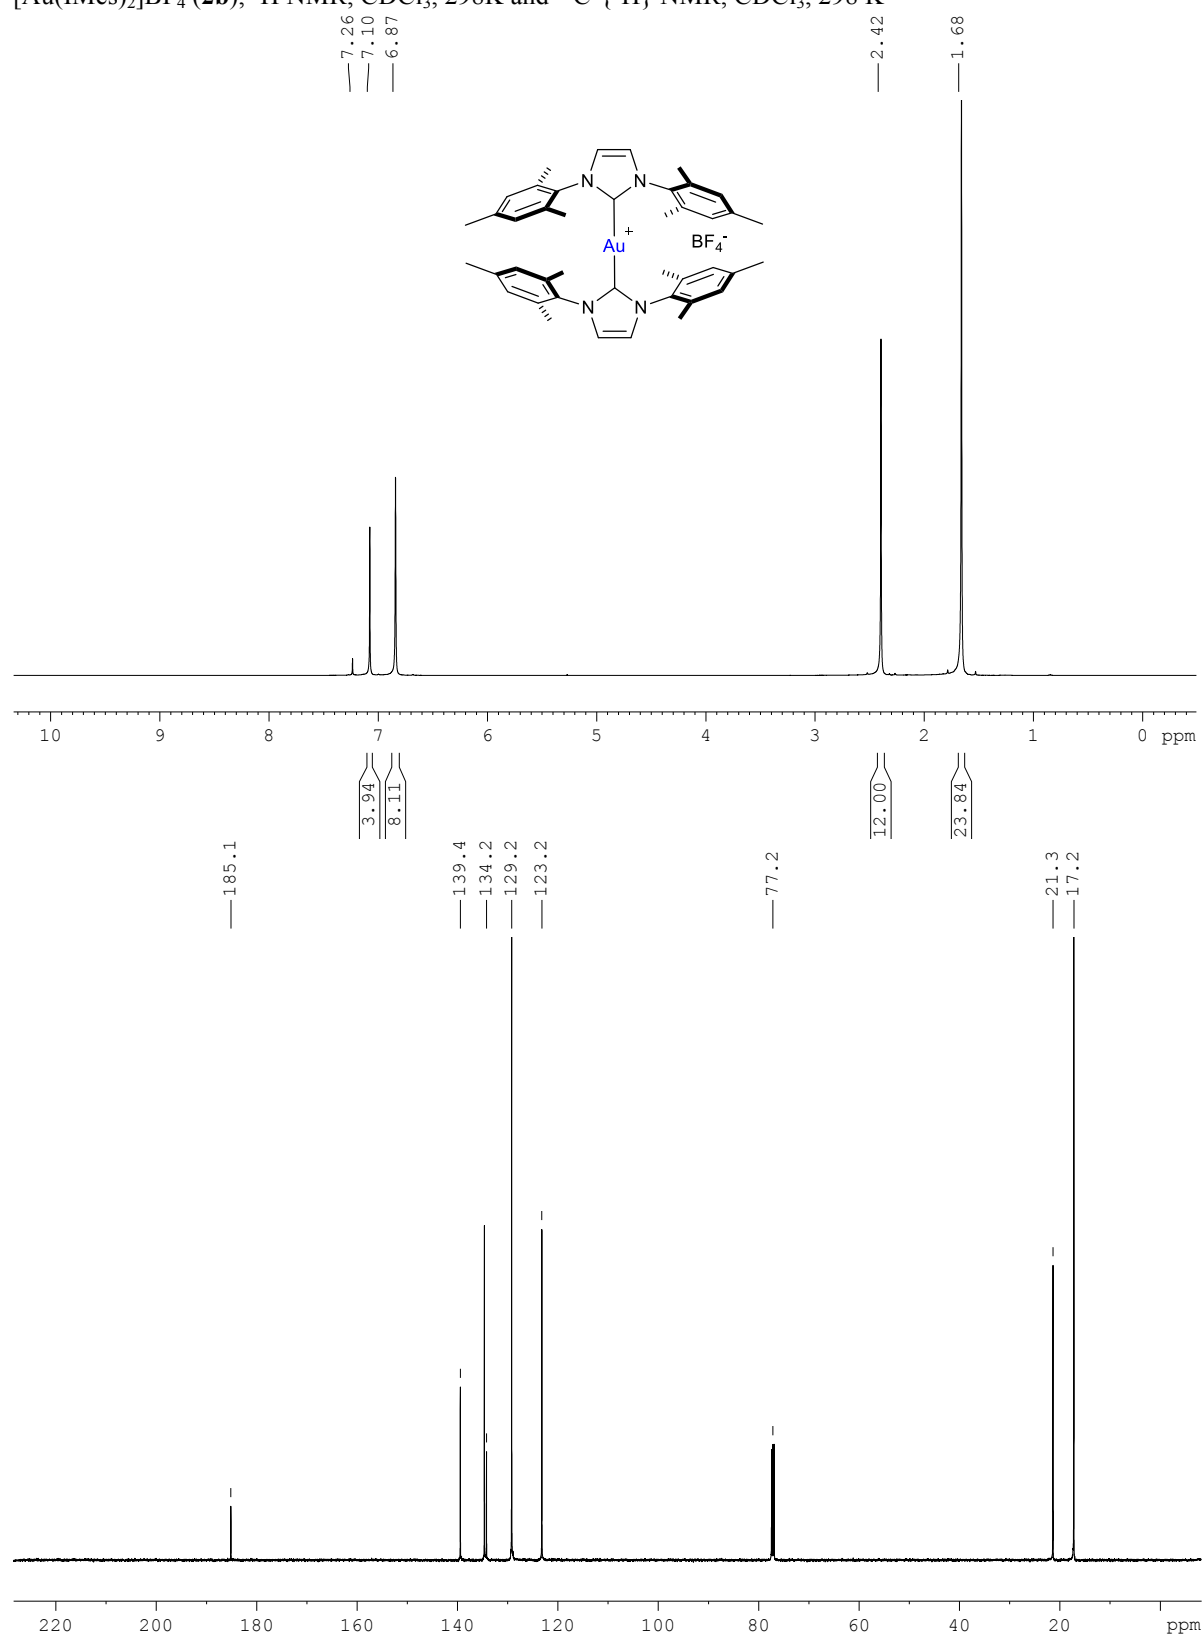 [Au(IMes)₂]BF₄ (2b), ¹H NMR, CDCl₃, 298K and ¹³C {¹H} NMR, CDCl₃, 298 K
7.26
7.10
6.87
2.42
1.68
N N
Au +
BF₄⁻
N N
10 9 8 7 6 5 4 3 2 1 0 ppm
3.94
8.11
12.00
23.84
185.1
139.4
134.2
129.2
123.2
77.2
21.3
17.2
220 200 180 160 140 120 100 80 60 40 20 ppm